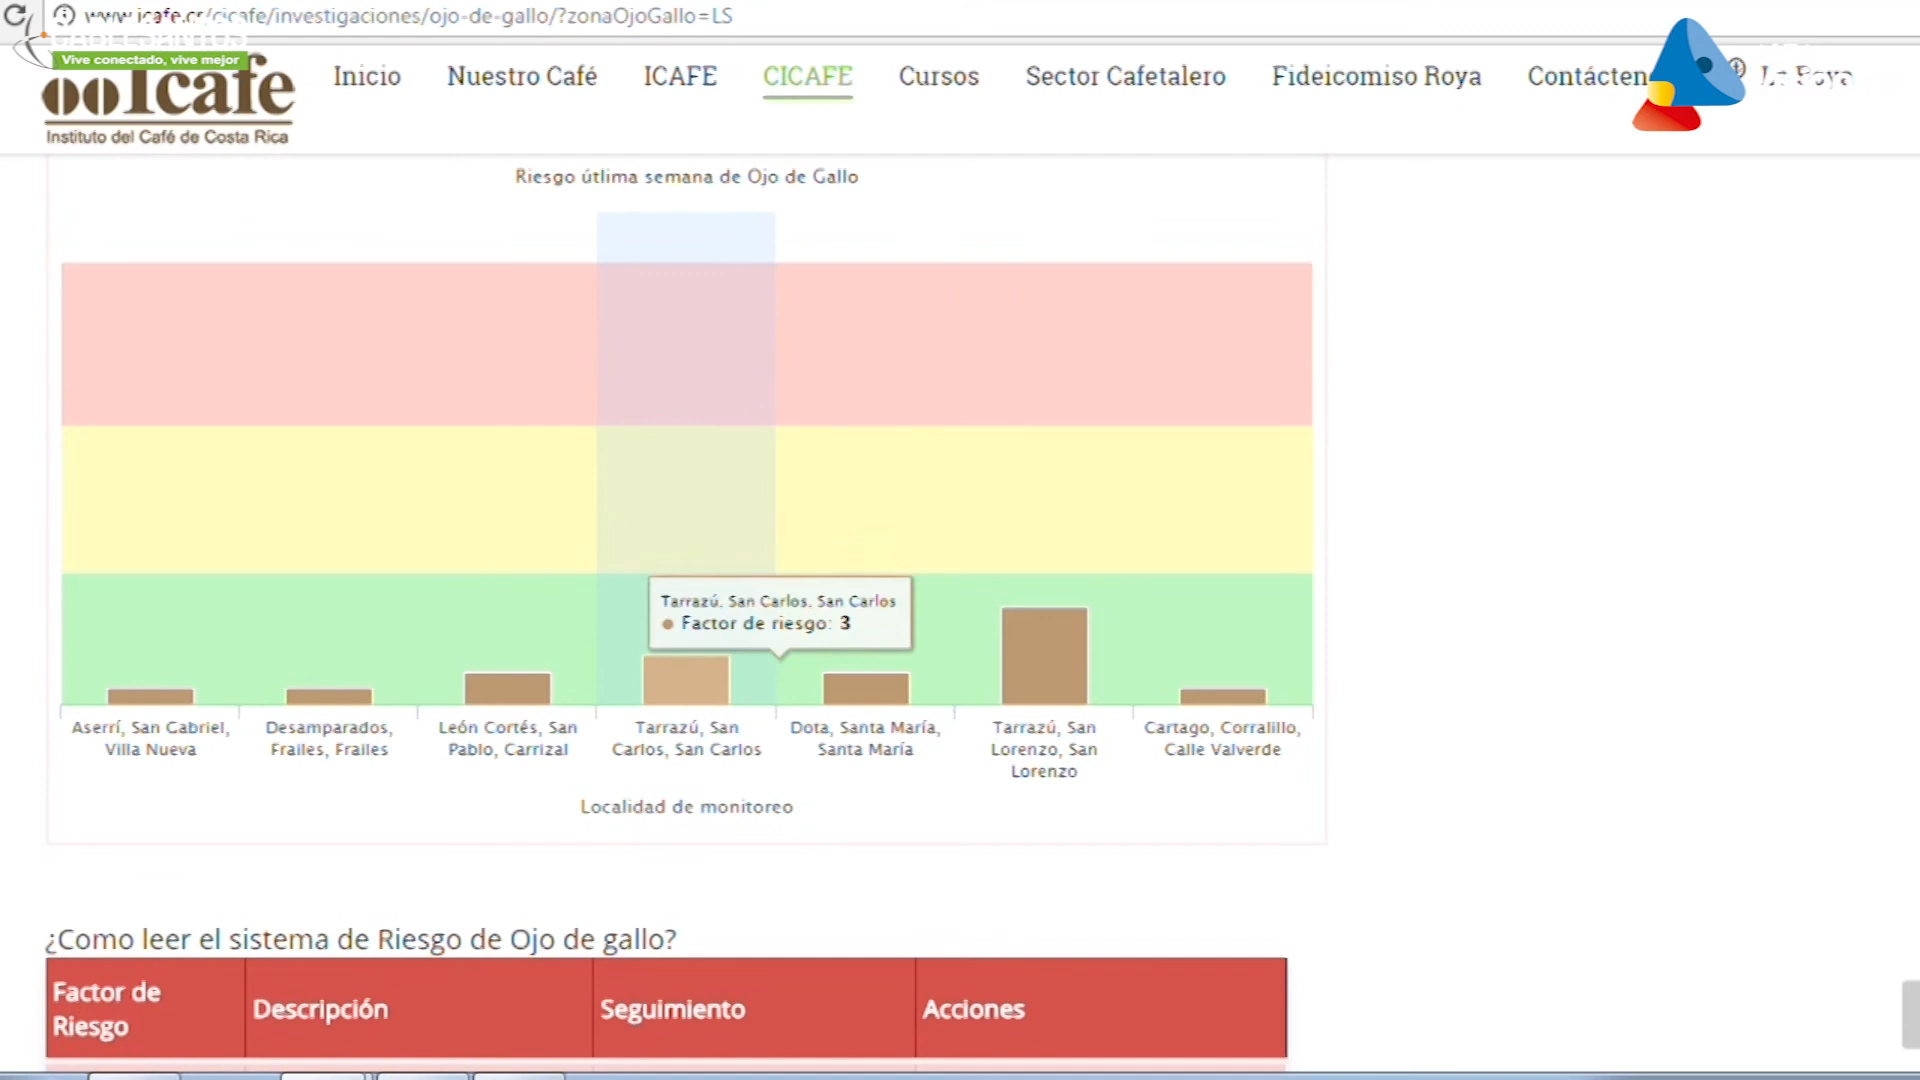 www.icafe.cr/cicafe/investigaciones/ojo-de-gallo/?zonaOjoGallo=LS
Vive conectado, vive mejor
Icafe
Instituto del Café de Costa Rica
Inicio Nuestro Café ICAFE CICAFE Cursos Sector Cafetalero Fideicomiso Roya
Riesgo útlima semana de Ojo de Gallo
Tarrazú, San Carlos, San Carlos
Factor de riesgo: 3
Aserrí, San Gabriel,
Villa Nueva
Desamparados,
Frailes, Frailes
León Cortés, San
Pablo, Carrizal
Tarrazú, San
Carlos, San Carlos
Dota, Santa María,
Santa María
Tarrazú, San
Lorenzo, San
Lorenzo
Cartago, Corralillo,
Calle Valverde
Localidad de monitoreo
¿Como leer el sistema de Riesgo de Ojo de gallo?
Factor de
Riesgo
Descripción
Seguimiento
Acciones